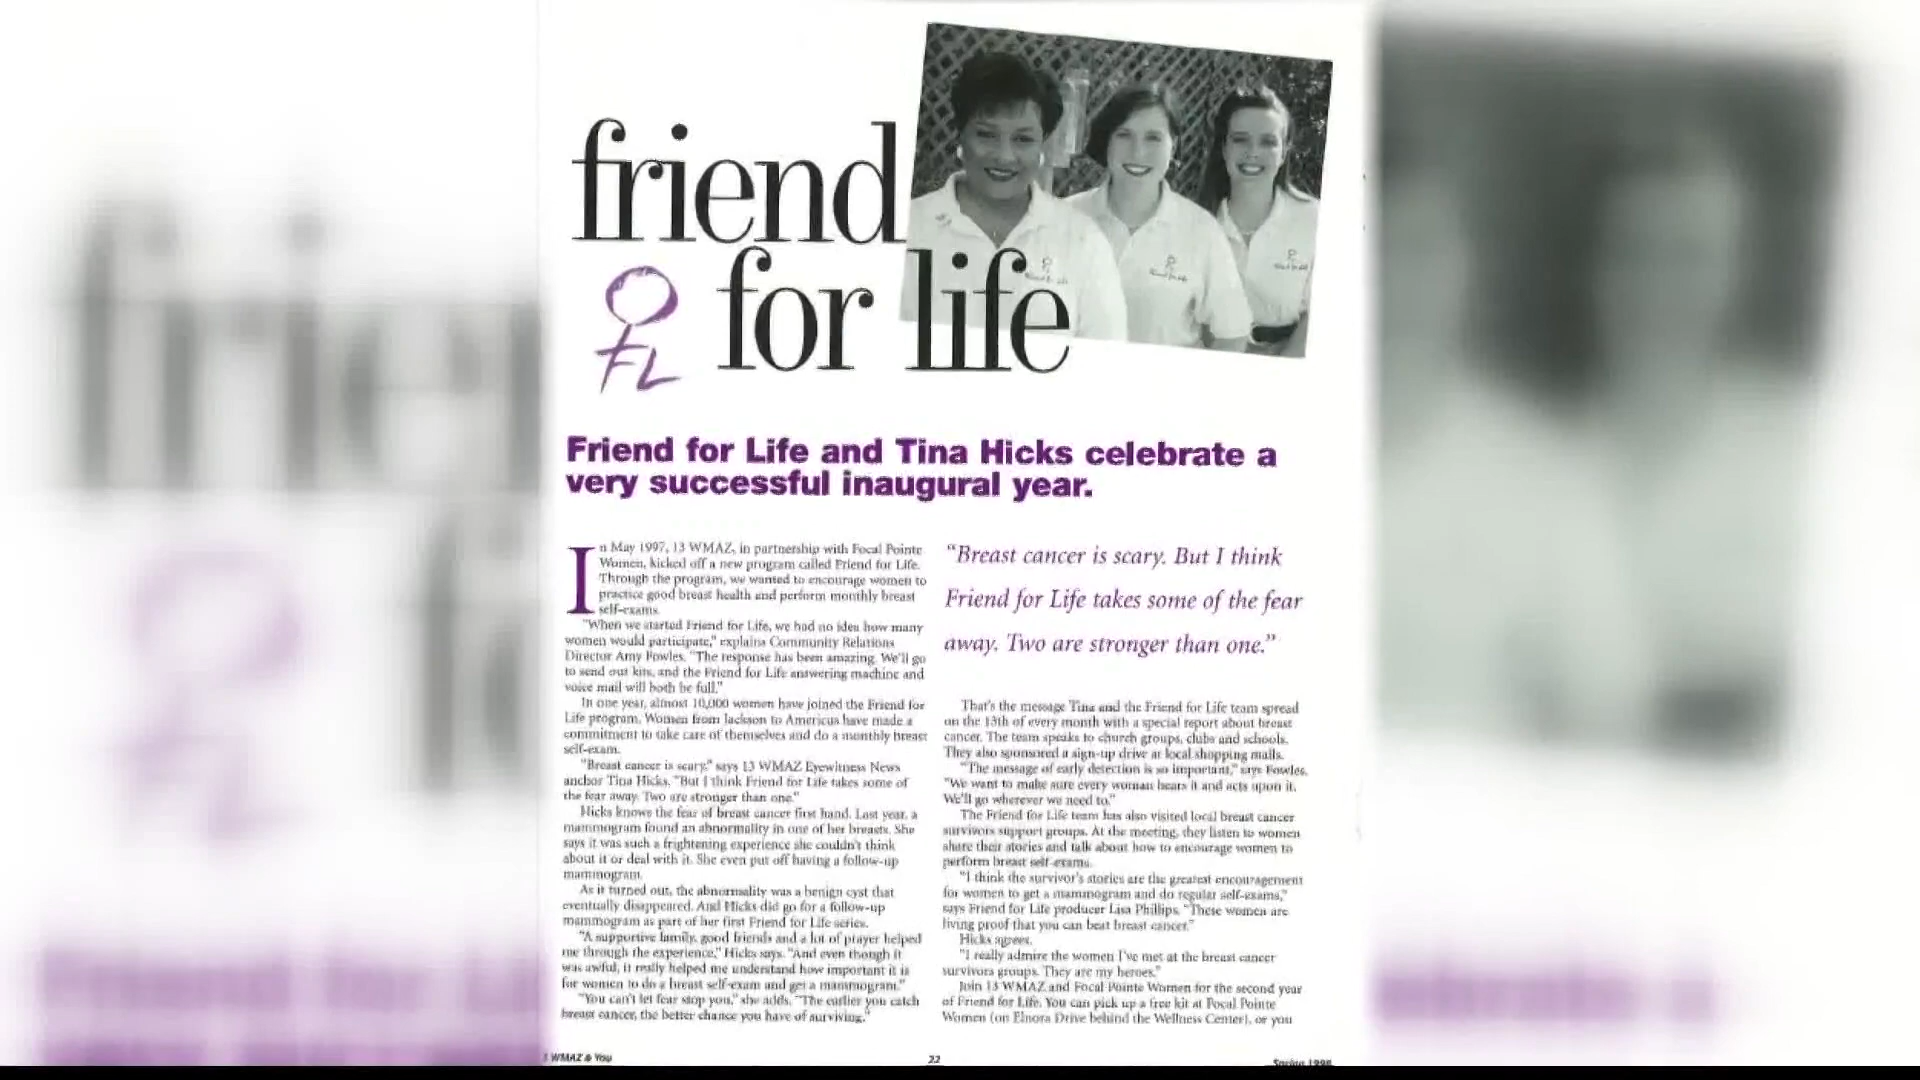 friend
for life
FL
Friend for Life and Tina Hicks celebrate a
very successful inaugural year.
In May 1997, 13 WMAZ, in partnership with Focal Pointe
Women, kicked off a new program called Friend for Life.
Through the program, we wanted to encourage women to
practice good breast health and perform monthly breast
self-exams.
"When we started Friend for Life, we had no idea how many
women would participate," explains Community Relations
Director Amy Fowles. "The response has been amazing. We'll go
to send out kits, and the Friend for Life answering machine and
voice mail will both be full."
In one year, almost 10,000 women have joined the Friend for
Life program. Women from Jackson to Americus have made a
commitment to take care of themselves and do a monthly breast
self-exam.
"Breast cancer is scary," says 13 WMAZ Eyewitness News
anchor Tina Hicks. "But I think Friend for Life takes some of
the fear away. Two are stronger than one."
Hicks knows the fear of breast cancer first hand. Last year, a
mammogram found an abnormality in one of her breasts. She
says it was such a frightening experience she couldn't think
about it or deal with it. She even put off having a follow-up
mammogram.
As it turned out, the abnormality was a benign cyst that
eventually disappeared. And Hicks did go for a follow-up
mammogram as part of her first Friend for Life series.
"A supportive family, good friends and a lot of prayer helped
me through the experience," Hicks says. "And even though it
was awful, it really helped me understand how important it is
for women to do a breast self-exam and get a mammogram."
"You can't let fear stop you," she adds. "The earlier you catch
breast cancer, the better chance you have of surviving."
"Breast cancer is scary. But I think
Friend for Life takes some of the fear
away. Two are stronger than one."
That's the message Tina and the Friend for Life team spread
on the 13th of every month with a special report about breast
cancer. The team speaks to church groups, clubs and schools.
They also sponsored a sign-up drive at local shopping malls.
"The message of early detection is so important," says Fowles.
"We want to make sure every woman hears it and acts upon it.
We'll go wherever we need to."
The Friend for Life team has also visited local breast cancer
survivors support groups. At the meeting, they listen to women
share their stories and talk about how to encourage women to
perform breast self-exams.
"I think the survivor's stories are the greatest encouragement
for women to get a mammogram and do regular self-exams,"
says Friend for Life producer Lisa Phillips. "These women are
living proof that you can beat breast cancer."
Hicks agrees.
"I really admire the women I've met at the breast cancer
survivors groups. They are my heroes."
Join 13 WMAZ and Focal Pointe Women for the second year
of Friend for Life. You can pick up a free kit at Focal Pointe
Women (on Elnora Drive behind the Wellness Center), or you
WMAZ & You
22
Spring 1998